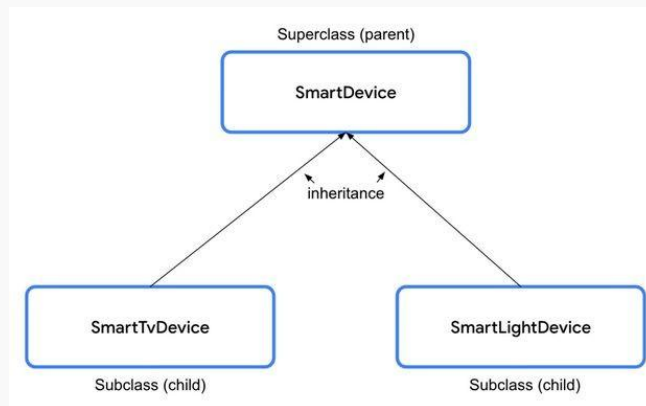 Superclass (parent)
SmartDevice
inheritance
SmartTvDevice
SmartLightDevice
Subclass (child)
Subclass (child)